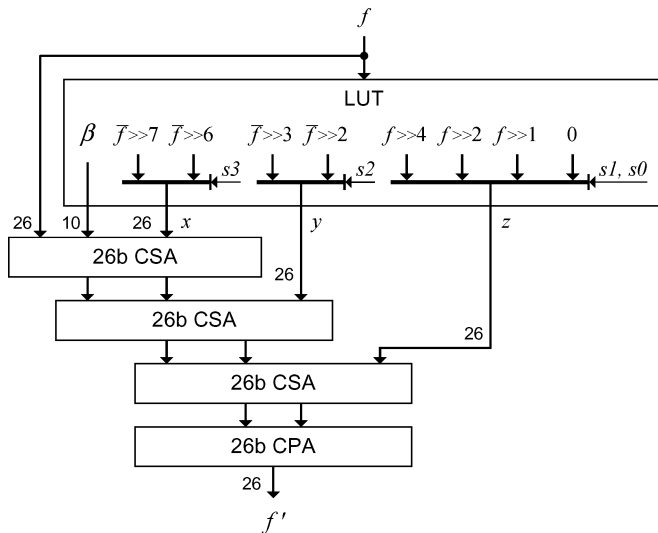 f
LUT
β f̅>>7 f̅>>6 f̅>>3 f̅>>2 f>>4 f>>2 f>>1 0
s3 s2 s1, s0
26 10 26 x y z
26b CSA
26
26b CSA
26
26b CSA
26b CPA
26
f'